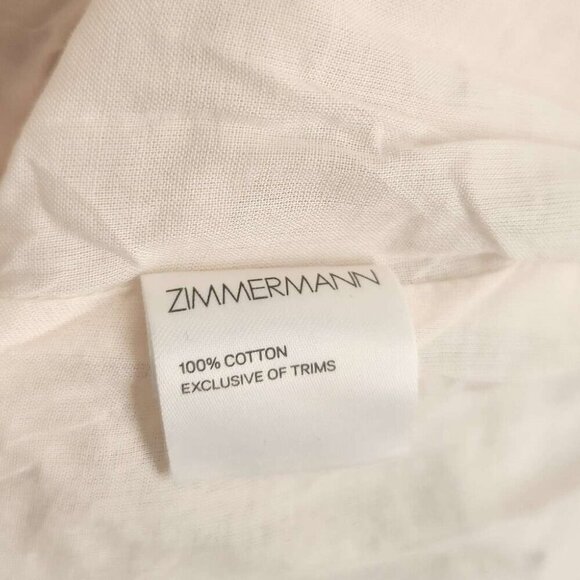 ZIMMERMANN
100% COTTON
EXCLUSIVE OF TRIMS